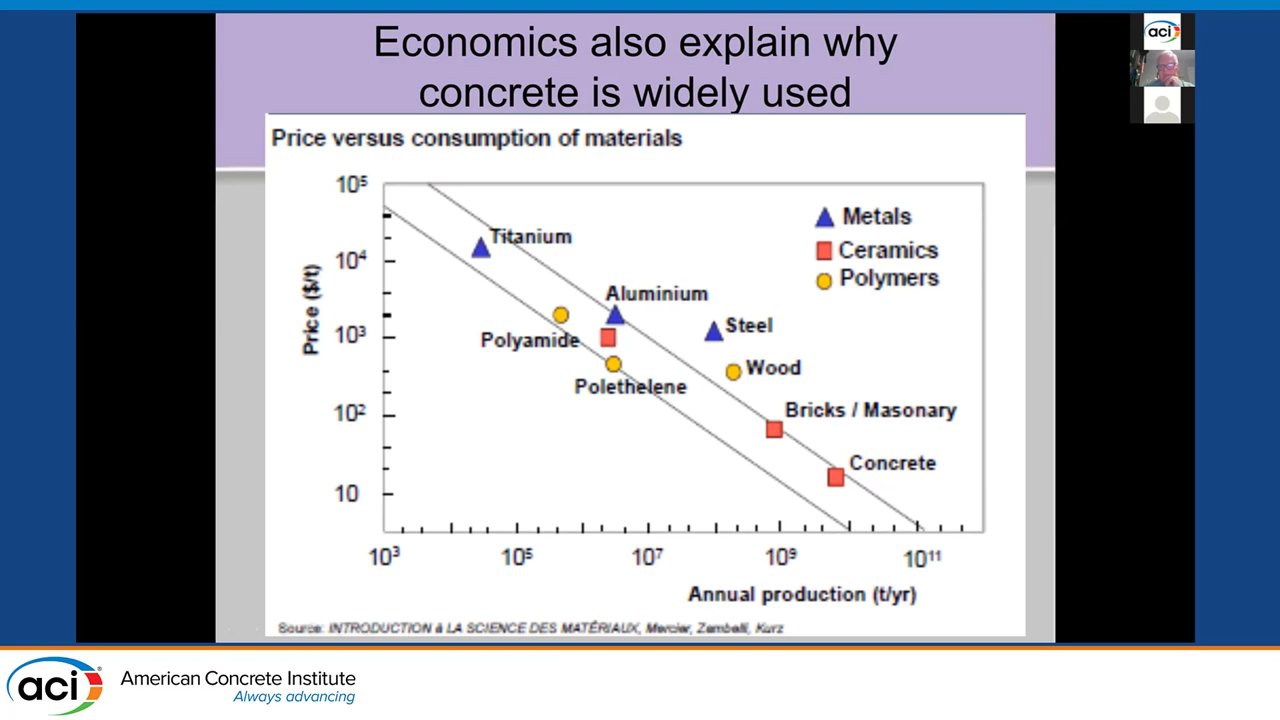 Economics also explain why
concrete is widely used
aci
Price versus consumption of materials
10⁵
10⁴
10³
10²
10
Price ($/t)
Metals
Ceramics
Polymers
Titanium
Aluminium
Steel
Polyamide
Wood
Polethelene
Bricks / Masonary
Concrete
10³ 10⁵ 10⁷ 10⁹ 10¹¹
Annual production (t/yr)
Source: INTRODUCTION à LA SCIENCE DES MATÉRIAUX, Mercier, Zambelli, Kurz
aci®
American Concrete Institute
Always advancing